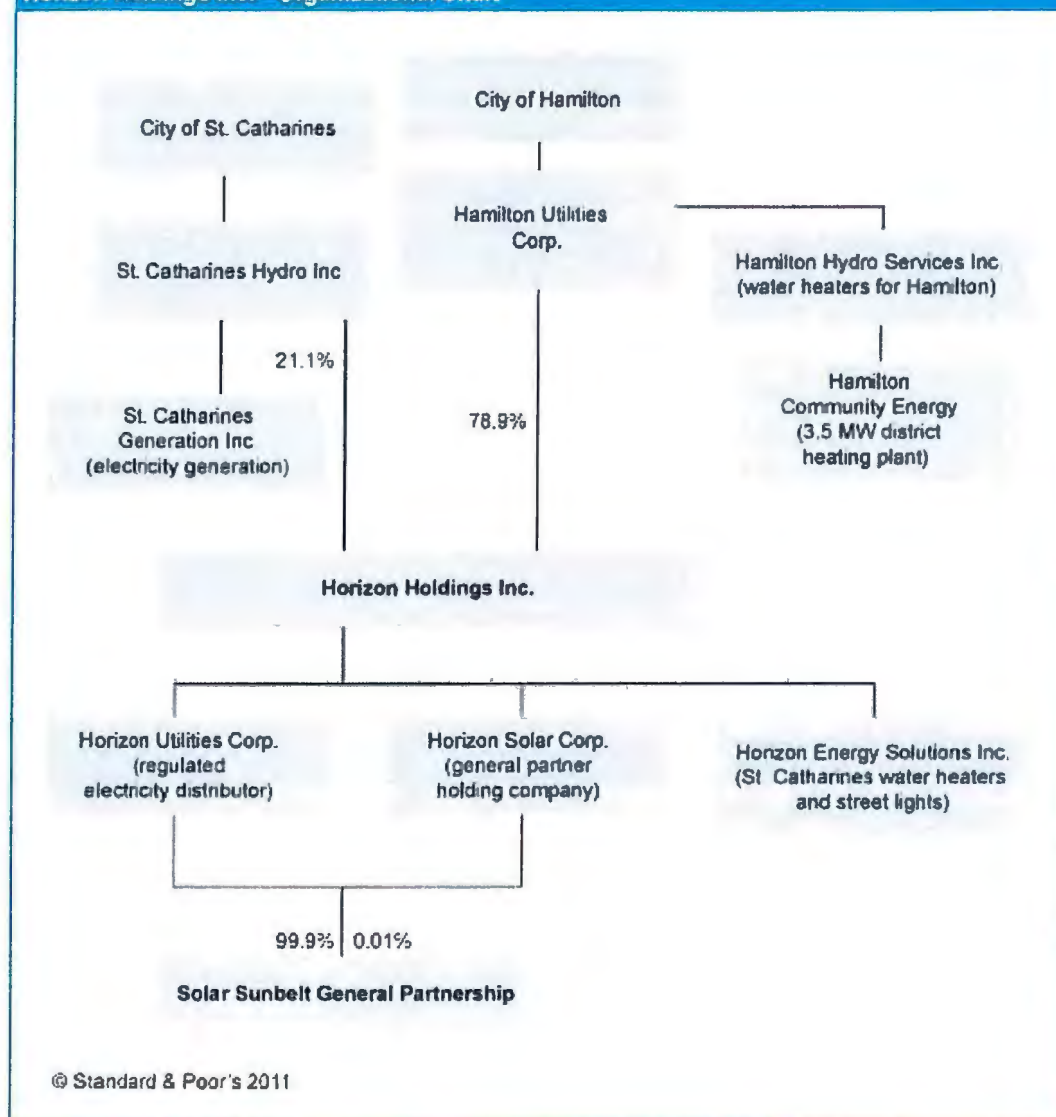 City of St. Catharines
City of Hamilton
Hamilton Utilities
Corp.
St. Catharines Hydro Inc
Hamilton Hydro Services Inc
(water heaters for Hamilton)
21.1%
78.9%
St. Catharines
Generation Inc
(electricity generation)
Hamilton
Community Energy
(3.5 MW district
heating plant)
Horizon Holdings Inc.
Horizon Utilities Corp.
(regulated
electricity distributor)
Horizon Solar Corp.
(general partner
holding company)
Horizon Energy Solutions Inc.
(St Catharines water heaters
and street lights)
99.9% 0.01%
Solar Sunbelt General Partnership
© Standard & Poor's 2011